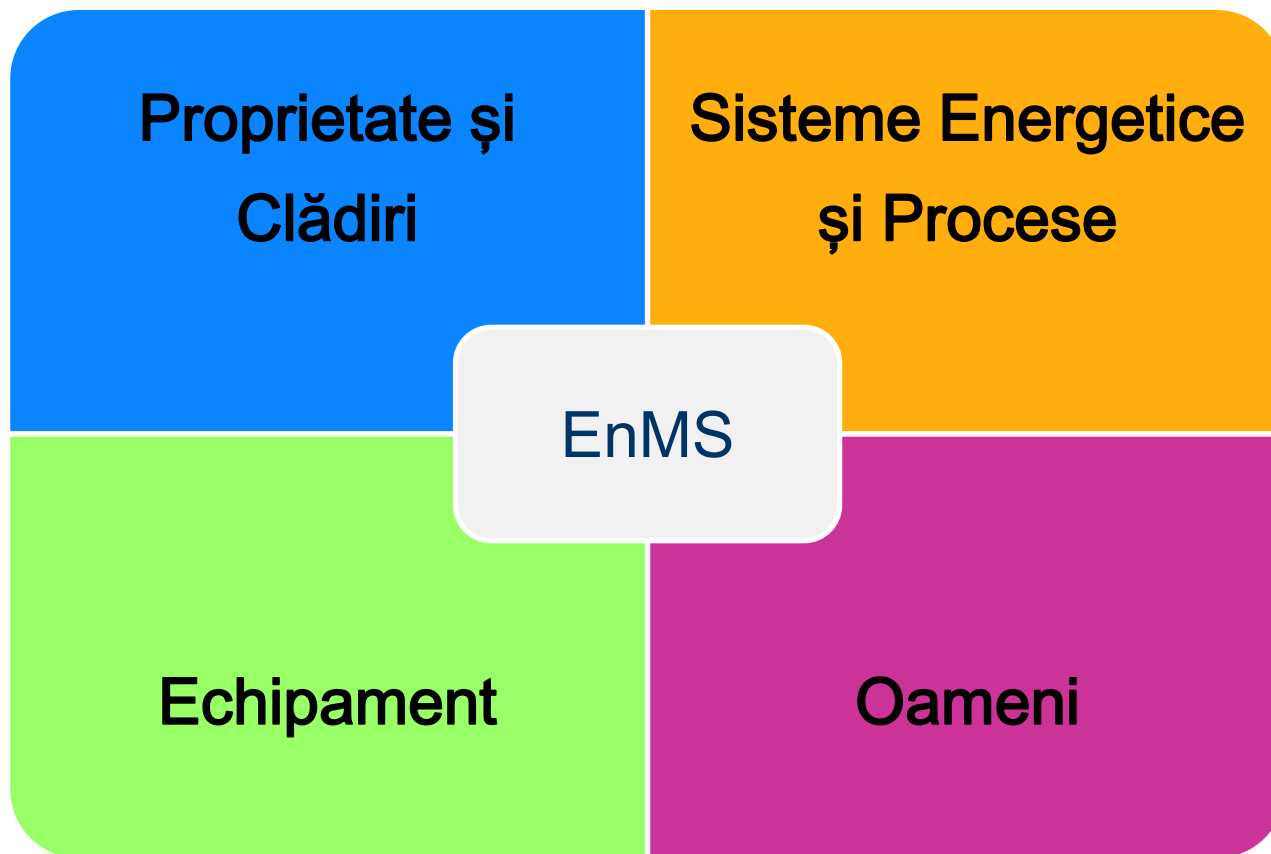 Proprietate și
Clădiri
Sisteme Energetice
și Procese
EnMS
Echipament
Oameni